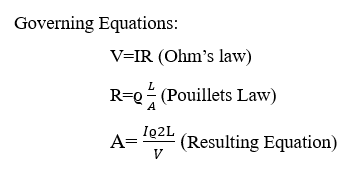 Governing Equations:
V=IR (Ohm's law)
R=ϱ L/A (Pouillets Law)
A= Iϱ2L/V (Resulting Equation)